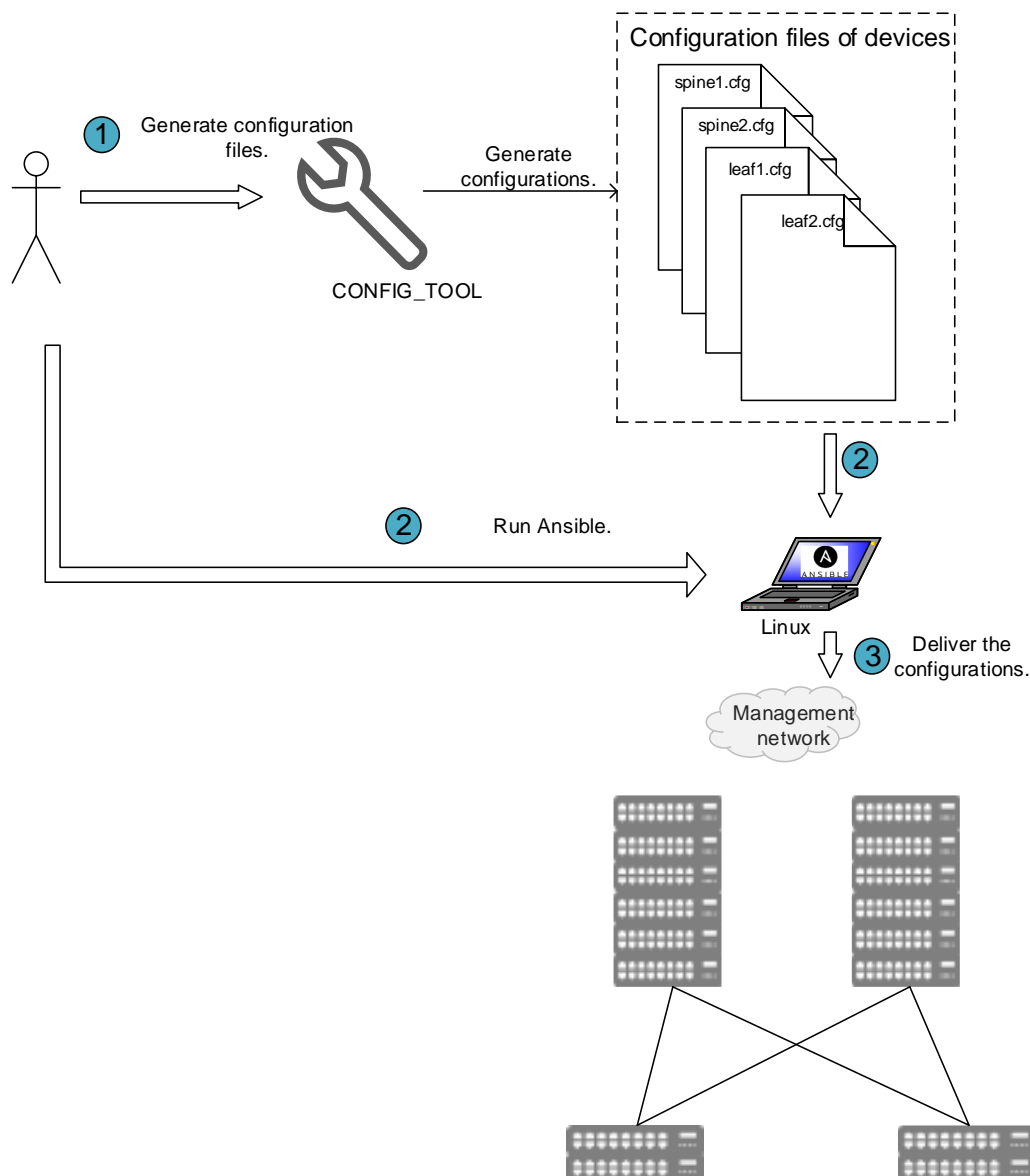 Configuration files of devices
spine1.cfg
spine2.cfg
leaf1.cfg
leaf2.cfg
1
Generate configuration
files.
Generate
configurations.
CONFIG_TOOL
2
2
Run Ansible.
A
ANSIBLE
Linux
3
Deliver the
configurations.
Management
network